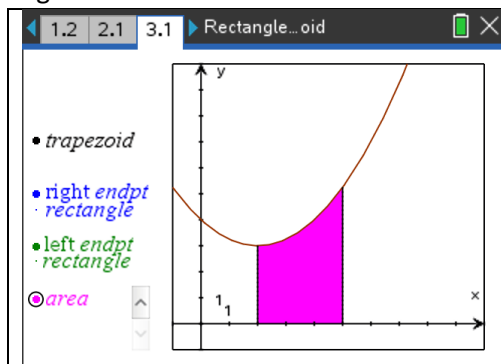 1.2 2.1 3.1 Rectangle...oid
y
• trapezoid
• right endpt
· rectangle
• left endpt
· rectangle
area
1
1
x